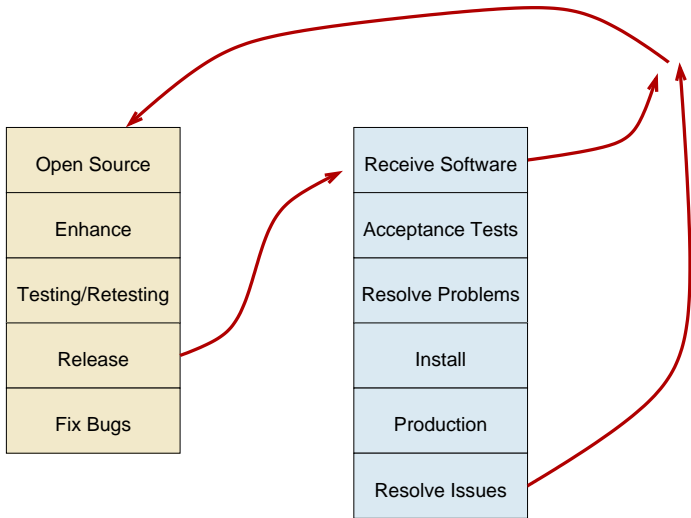 Open Source
Enhance
Testing/Retesting
Release
Fix Bugs
Receive Software
Acceptance Tests
Resolve Problems
Install
Production
Resolve Issues